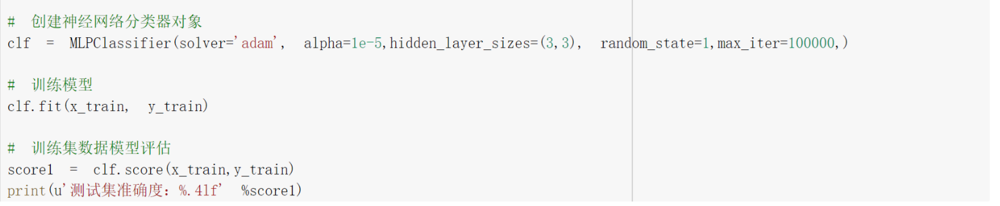 # 创建神经网络分类器对象
clf = MLPClassifier(solver='adam', alpha=1e-5,hidden_layer_sizes=(3,3), random_state=1,max_iter=100000,)
# 训练模型
clf.fit(x_train, y_train)
# 训练集数据模型评估
score1 = clf.score(x_train,y_train)
print(u'测试集准确度：%.4lf' %score1)